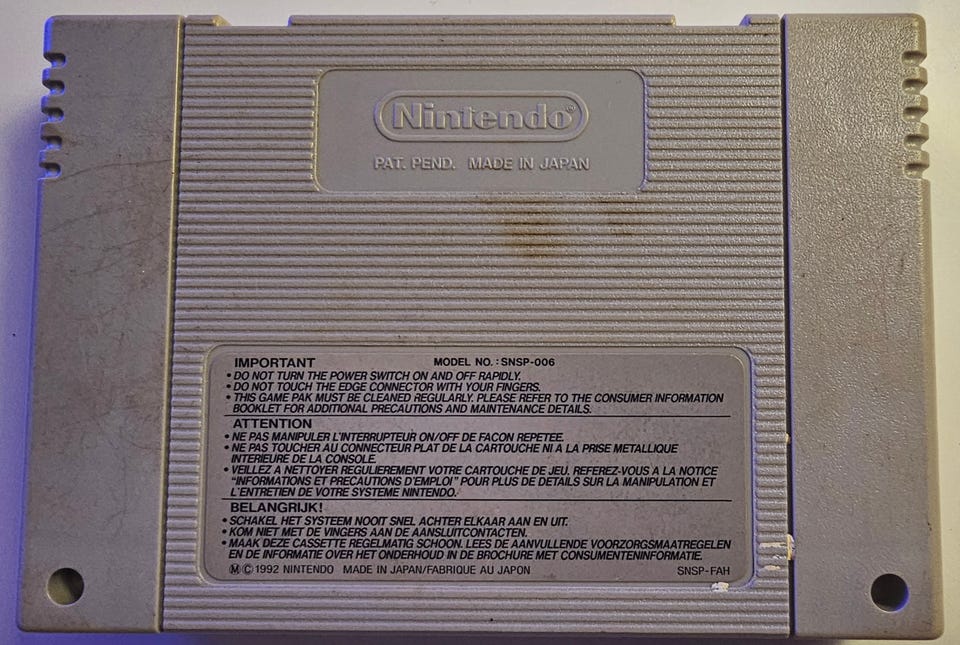 Nintendo®
PAT. PEND. MADE IN JAPAN
IMPORTANT MODEL NO.: SNSP-006
• DO NOT TURN THE POWER SWITCH ON AND OFF RAPIDLY.
• DO NOT TOUCH THE EDGE CONNECTOR WITH YOUR FINGERS.
• THIS GAME PAK MUST BE CLEANED REGULARLY. PLEASE REFER TO THE CONSUMER INFORMATION
BOOKLET FOR ADDITIONAL PRECAUTIONS AND MAINTENANCE DETAILS.
ATTENTION
• NE PAS MANIPULER L'INTERRUPTEUR ON/OFF DE FACON REPETEE.
• NE PAS TOUCHER AU CONNECTEUR PLAT DE LA CARTOUCHE NI A LA PRISE METALLIQUE
INTERIEURE DE LA CONSOLE.
• VEILLEZ A NETTOYER REGULIEREMENT VOTRE CARTOUCHE DE JEU. REFEREZ-VOUS A LA NOTICE
"INFORMATIONS ET PRECAUTIONS D'EMPLOI" POUR PLUS DE DETAILS SUR LA MANIPULATION ET
L'ENTRETIEN DE VOTRE SYSTEME NINTENDO.
BELANGRIJK!
• SCHAKEL HET SYSTEEM NOOIT SNEL ACHTER ELKAAR AAN EN UIT.
• KOM NIET MET DE VINGERS AAN DE AANSLUITCONTACTEN.
• MAAK DEZE CASSETTE REGELMATIG SCHOON. LEES DE AANVULLENDE VOORZORGSMAATREGELEN
EN DE INFORMATIE OVER HET ONDERHOUD IN DE BROCHURE MET CONSUMENTENINFORMATIE.
Ⓜ©1992 NINTENDO MADE IN JAPAN/FABRIQUE AU JAPON SNSP-FAH